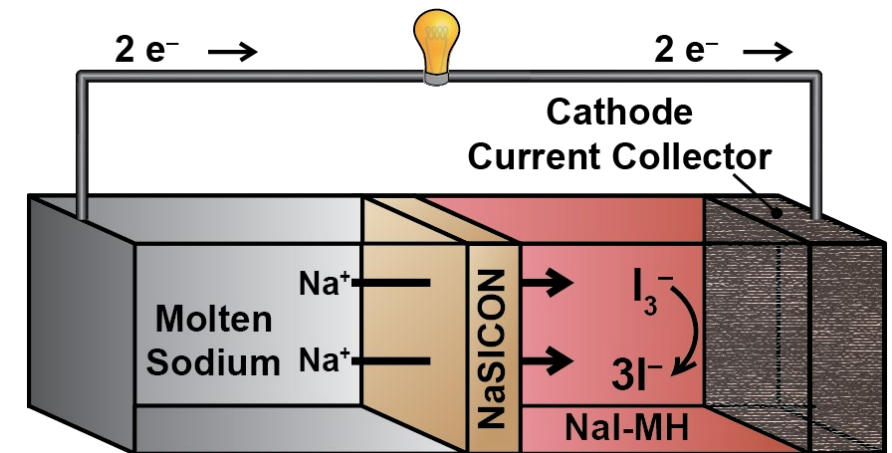 2 e⁻
2 e⁻
Cathode
Current Collector
Na⁺
I₃⁻
Molten
Sodium
Na⁺
NaSICON
3I⁻
NaI-MH